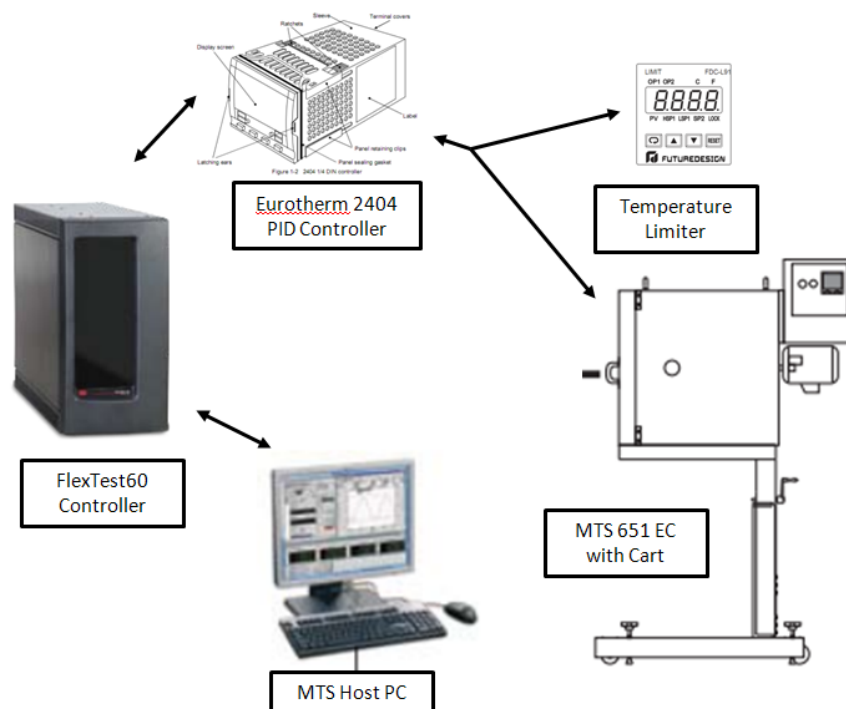 Sleeve
Terminal covers
Ratchets
Display screen
Label
Latching ears
Panel retaining clips
Panel sealing gasket
Figure 1-2 2404 1/4 DIN controller
Eurotherm 2404
PID Controller
LIMIT FDC-L91
OP1 OP2 C F
8.8.8.8
PV HSP1 LSP1 SP2 LOCK
RESET
FUTUREDESIGN
Temperature
Limiter
FlexTest60
Controller
MTS 651 EC
with Cart
MTS Host PC